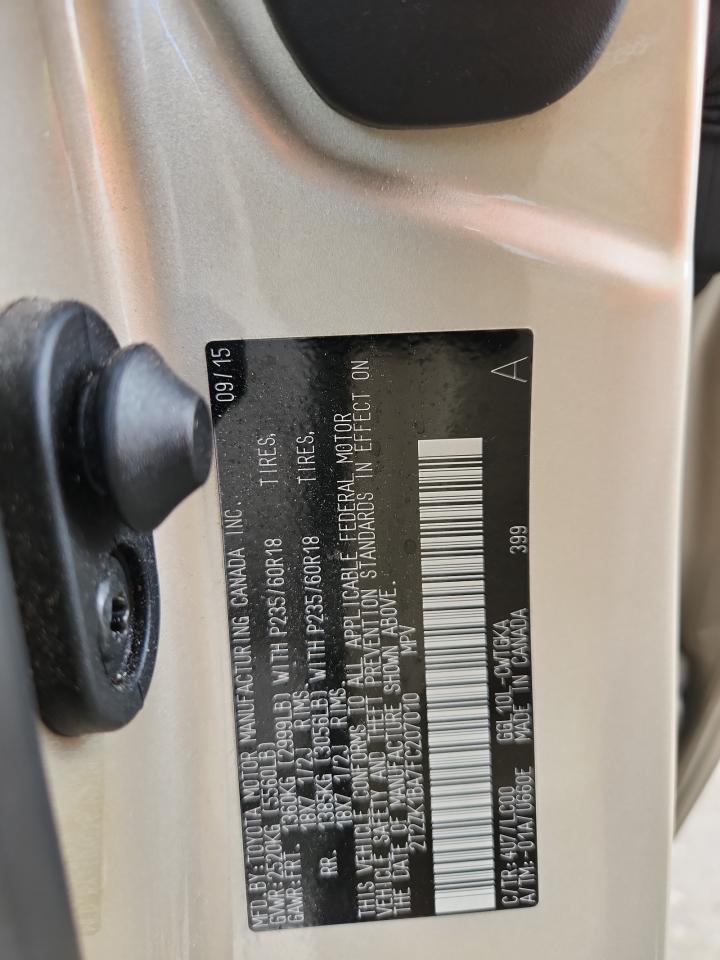 MFD.BY:TOYOTA MOTOR MANUFACTURING CANADA INC. 09/15
GVWR:2520KG(5560LB)
GAWR:FRT. 1360KG (2999LB) WITH P235/60R18 TIRES,
18X7 1/2J RIMS
RR. 1385KG (3056LB) WITH P235/60R18 TIRES,
18X7 1/2J RIMS.
THIS VEHICLE CONFORMS TO ALL APPLICABLE FEDERAL MOTOR
VEHICLE SAFETY AND THEFT PREVENTION STANDARDS IN EFFECT ON
THE DATE OF MANUFACTURE SHOWN ABOVE.
2T2ZK1BA7FC207010 MPV
C/TR:4U7/LC00 GGL10L-CWTGKA
A/TM:-01A/U660E MADE IN CANADA 399 A